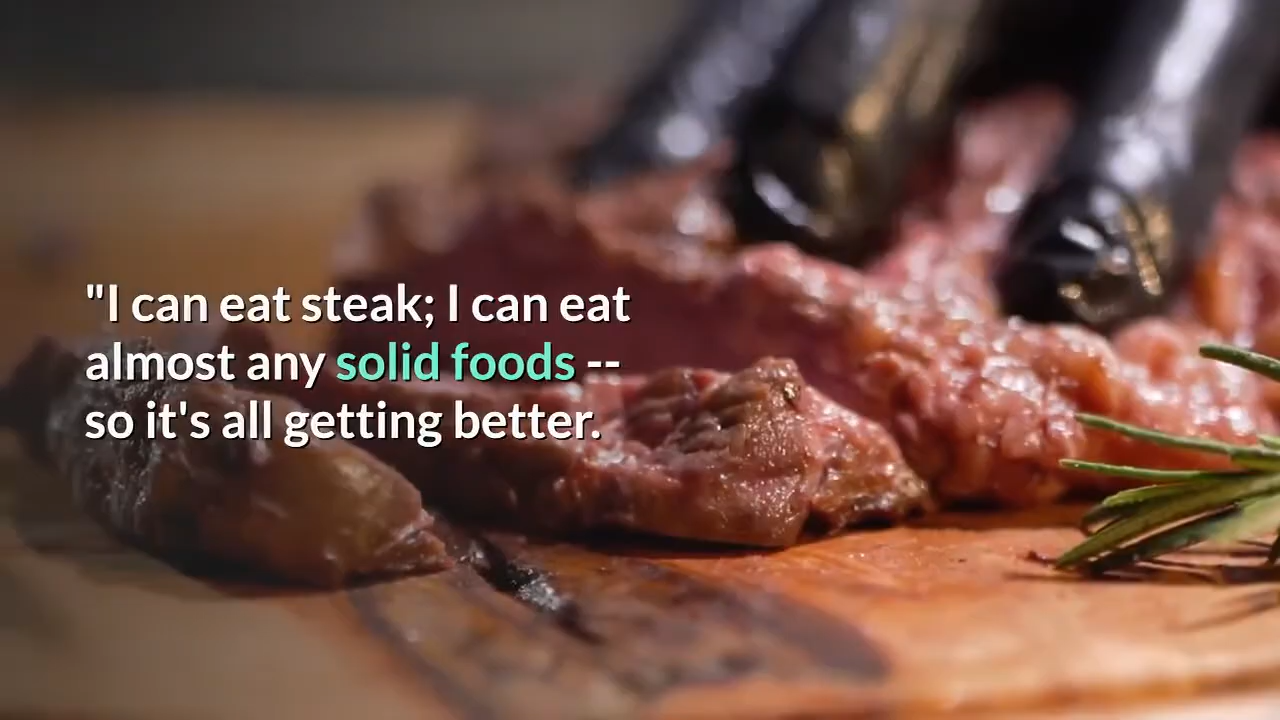 "I can eat steak; I can eat
almost any solid foods --
so it's all getting better.